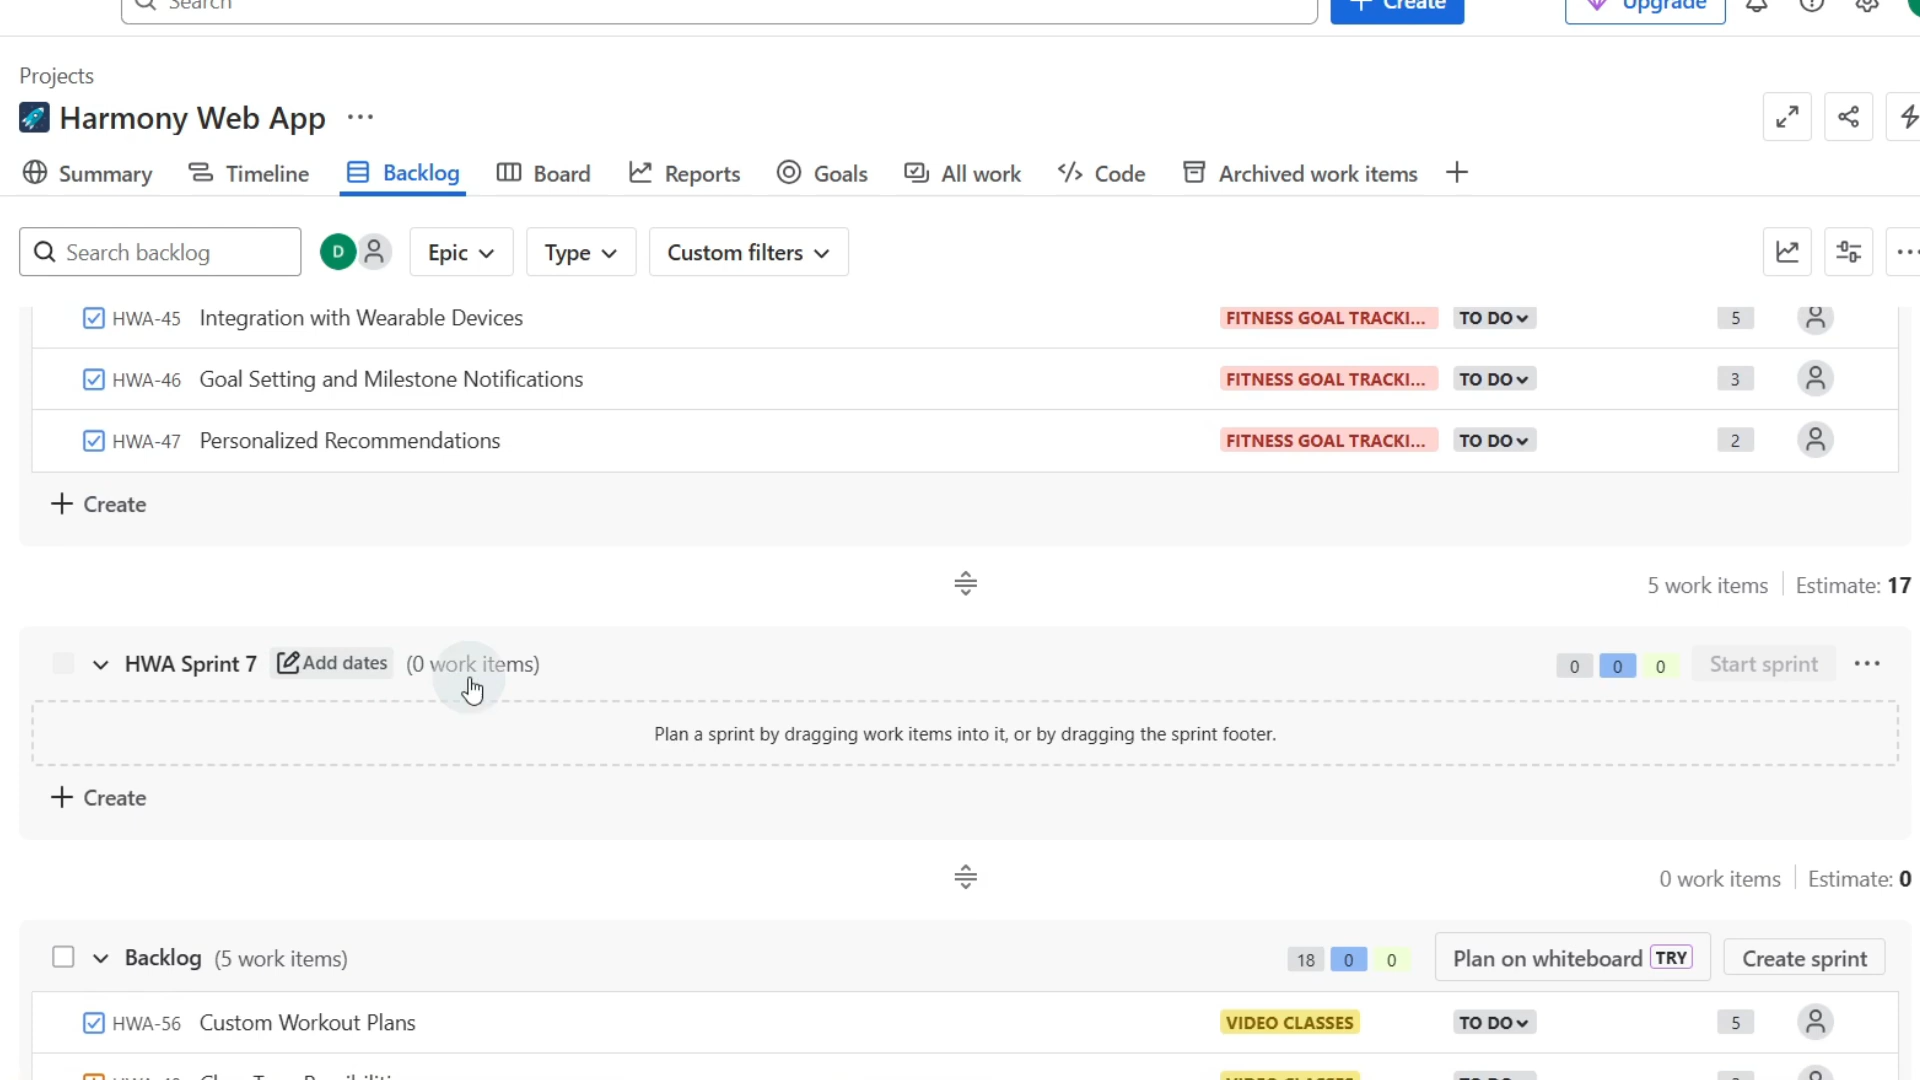 Search
Create
Upgrade
Projects
Harmony Web App
Summary Timeline Backlog Board Reports Goals All work Code Archived work items
Search backlog D Epic Type Custom filters
HWA-45 Integration with Wearable Devices FITNESS GOAL TRACKI... TO DO 5
HWA-46 Goal Setting and Milestone Notifications FITNESS GOAL TRACKI... TO DO 3
HWA-47 Personalized Recommendations FITNESS GOAL TRACKI... TO DO 2
Create
5 work items Estimate: 17
HWA Sprint 7 Add dates (0 work items) 0 0 0 Start sprint
Plan a sprint by dragging work items into it, or by dragging the sprint footer.
Create
0 work items Estimate: 0
Backlog (5 work items) 18 0 0 Plan on whiteboard TRY Create sprint
HWA-56 Custom Workout Plans VIDEO CLASSES TO DO 5
VIDEO CLASSES TO DO